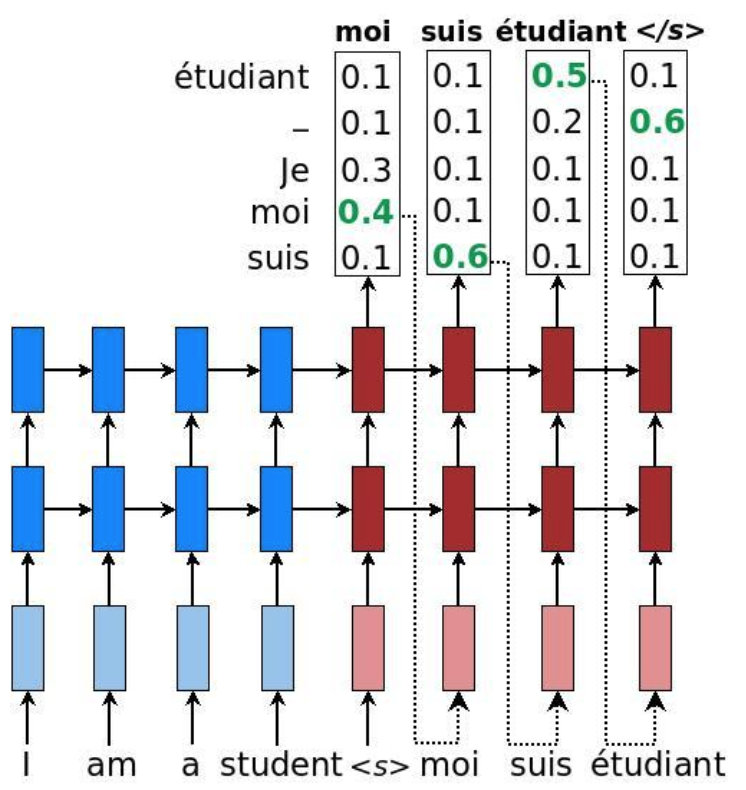 moi suis étudiant </s>
étudiant 0.1 0.1 0.5 0.1
– 0.1 0.1 0.2 0.6
Je 0.3 0.1 0.1 0.1
moi 0.4 0.1 0.1 0.1
suis 0.1 0.6 0.1 0.1
I am a student <s> moi suis étudiant